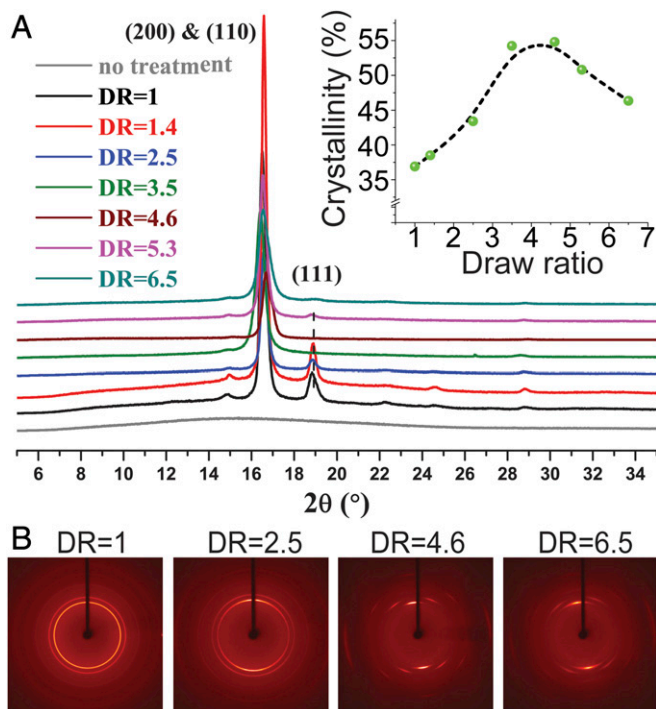 A
(200) & (110)
no treatment
DR=1
DR=1.4
DR=2.5
DR=3.5
DR=4.6
DR=5.3
DR=6.5
(111)
5 6 8 10 12 14 16 18 20 22 24 26 28 30 32 34
2θ (°)
Crystallinity (%)
55
50
45
40
35
1 2 3 4 5 6 7
Draw ratio
B
DR=1 DR=2.5 DR=4.6 DR=6.5